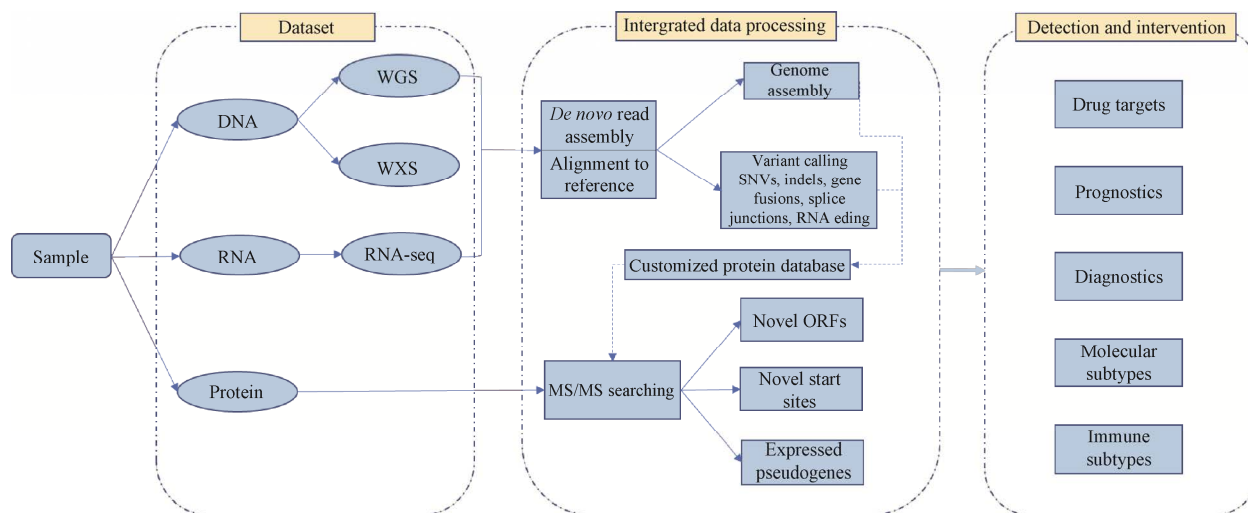 Dataset
Intergrated data processing
Detection and intervention
Sample
DNA
RNA
Protein
WGS
WXS
RNA-seq
De novo read
assembly
Alignment to
reference
Genome
assembly
Variant calling
SNVs, indels, gene
fusions, splice
junctions, RNA eding
Customized protein database
MS/MS searching
Novel ORFs
Novel start
sites
Expressed
pseudogenes
Drug targets
Prognostics
Diagnostics
Molecular
subtypes
Immune
subtypes